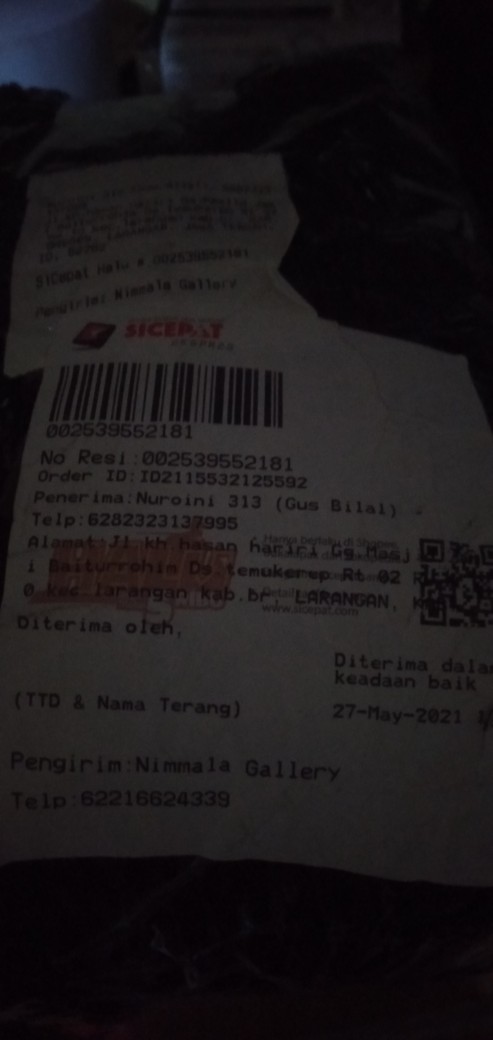 SiCepat Halu # 002539552181
Pengirim: Nimmala Gallery
SICEPAT
EKSPRES
002539552181
No Resi:002539552181
Order ID:ID2115532125592
Penerima:Nuroini 313 (Gus Bilal)
Telp:6282323137995
Alamat:Jl kh.hasan hariri Gg.Masj
i Baiturrohim Ds.temukerep Rt 02
0 kec.larangan kab.br, LARANGAN,
www.sicepat.com
Diterima oleh,
Diterima dala
keadaan baik
(TTD & Nama Terang)
27-May-2021
Pengirim:Nimmala Gallery
Telp:62216624339